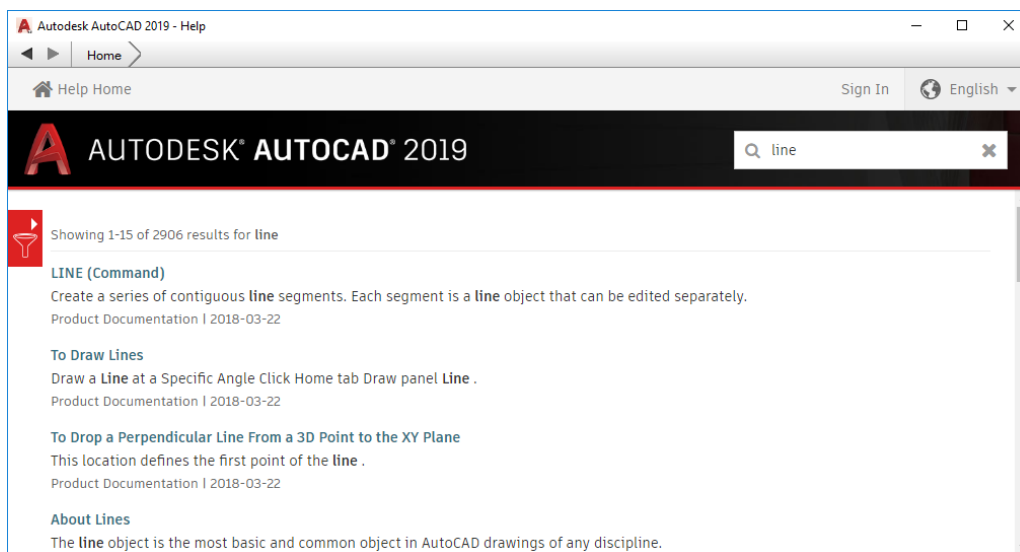 Autodesk AutoCAD 2019 - Help
Home
Help Home
Sign In
English
AUTODESK® AUTOCAD® 2019
line
Showing 1-15 of 2906 results for line
LINE (Command)
Create a series of contiguous line segments. Each segment is a line object that can be edited separately.
Product Documentation | 2018-03-22
To Draw Lines
Draw a Line at a Specific Angle Click Home tab Draw panel Line .
Product Documentation | 2018-03-22
To Drop a Perpendicular Line From a 3D Point to the XY Plane
This location defines the first point of the line .
Product Documentation | 2018-03-22
About Lines
The line object is the most basic and common object in AutoCAD drawings of any discipline.